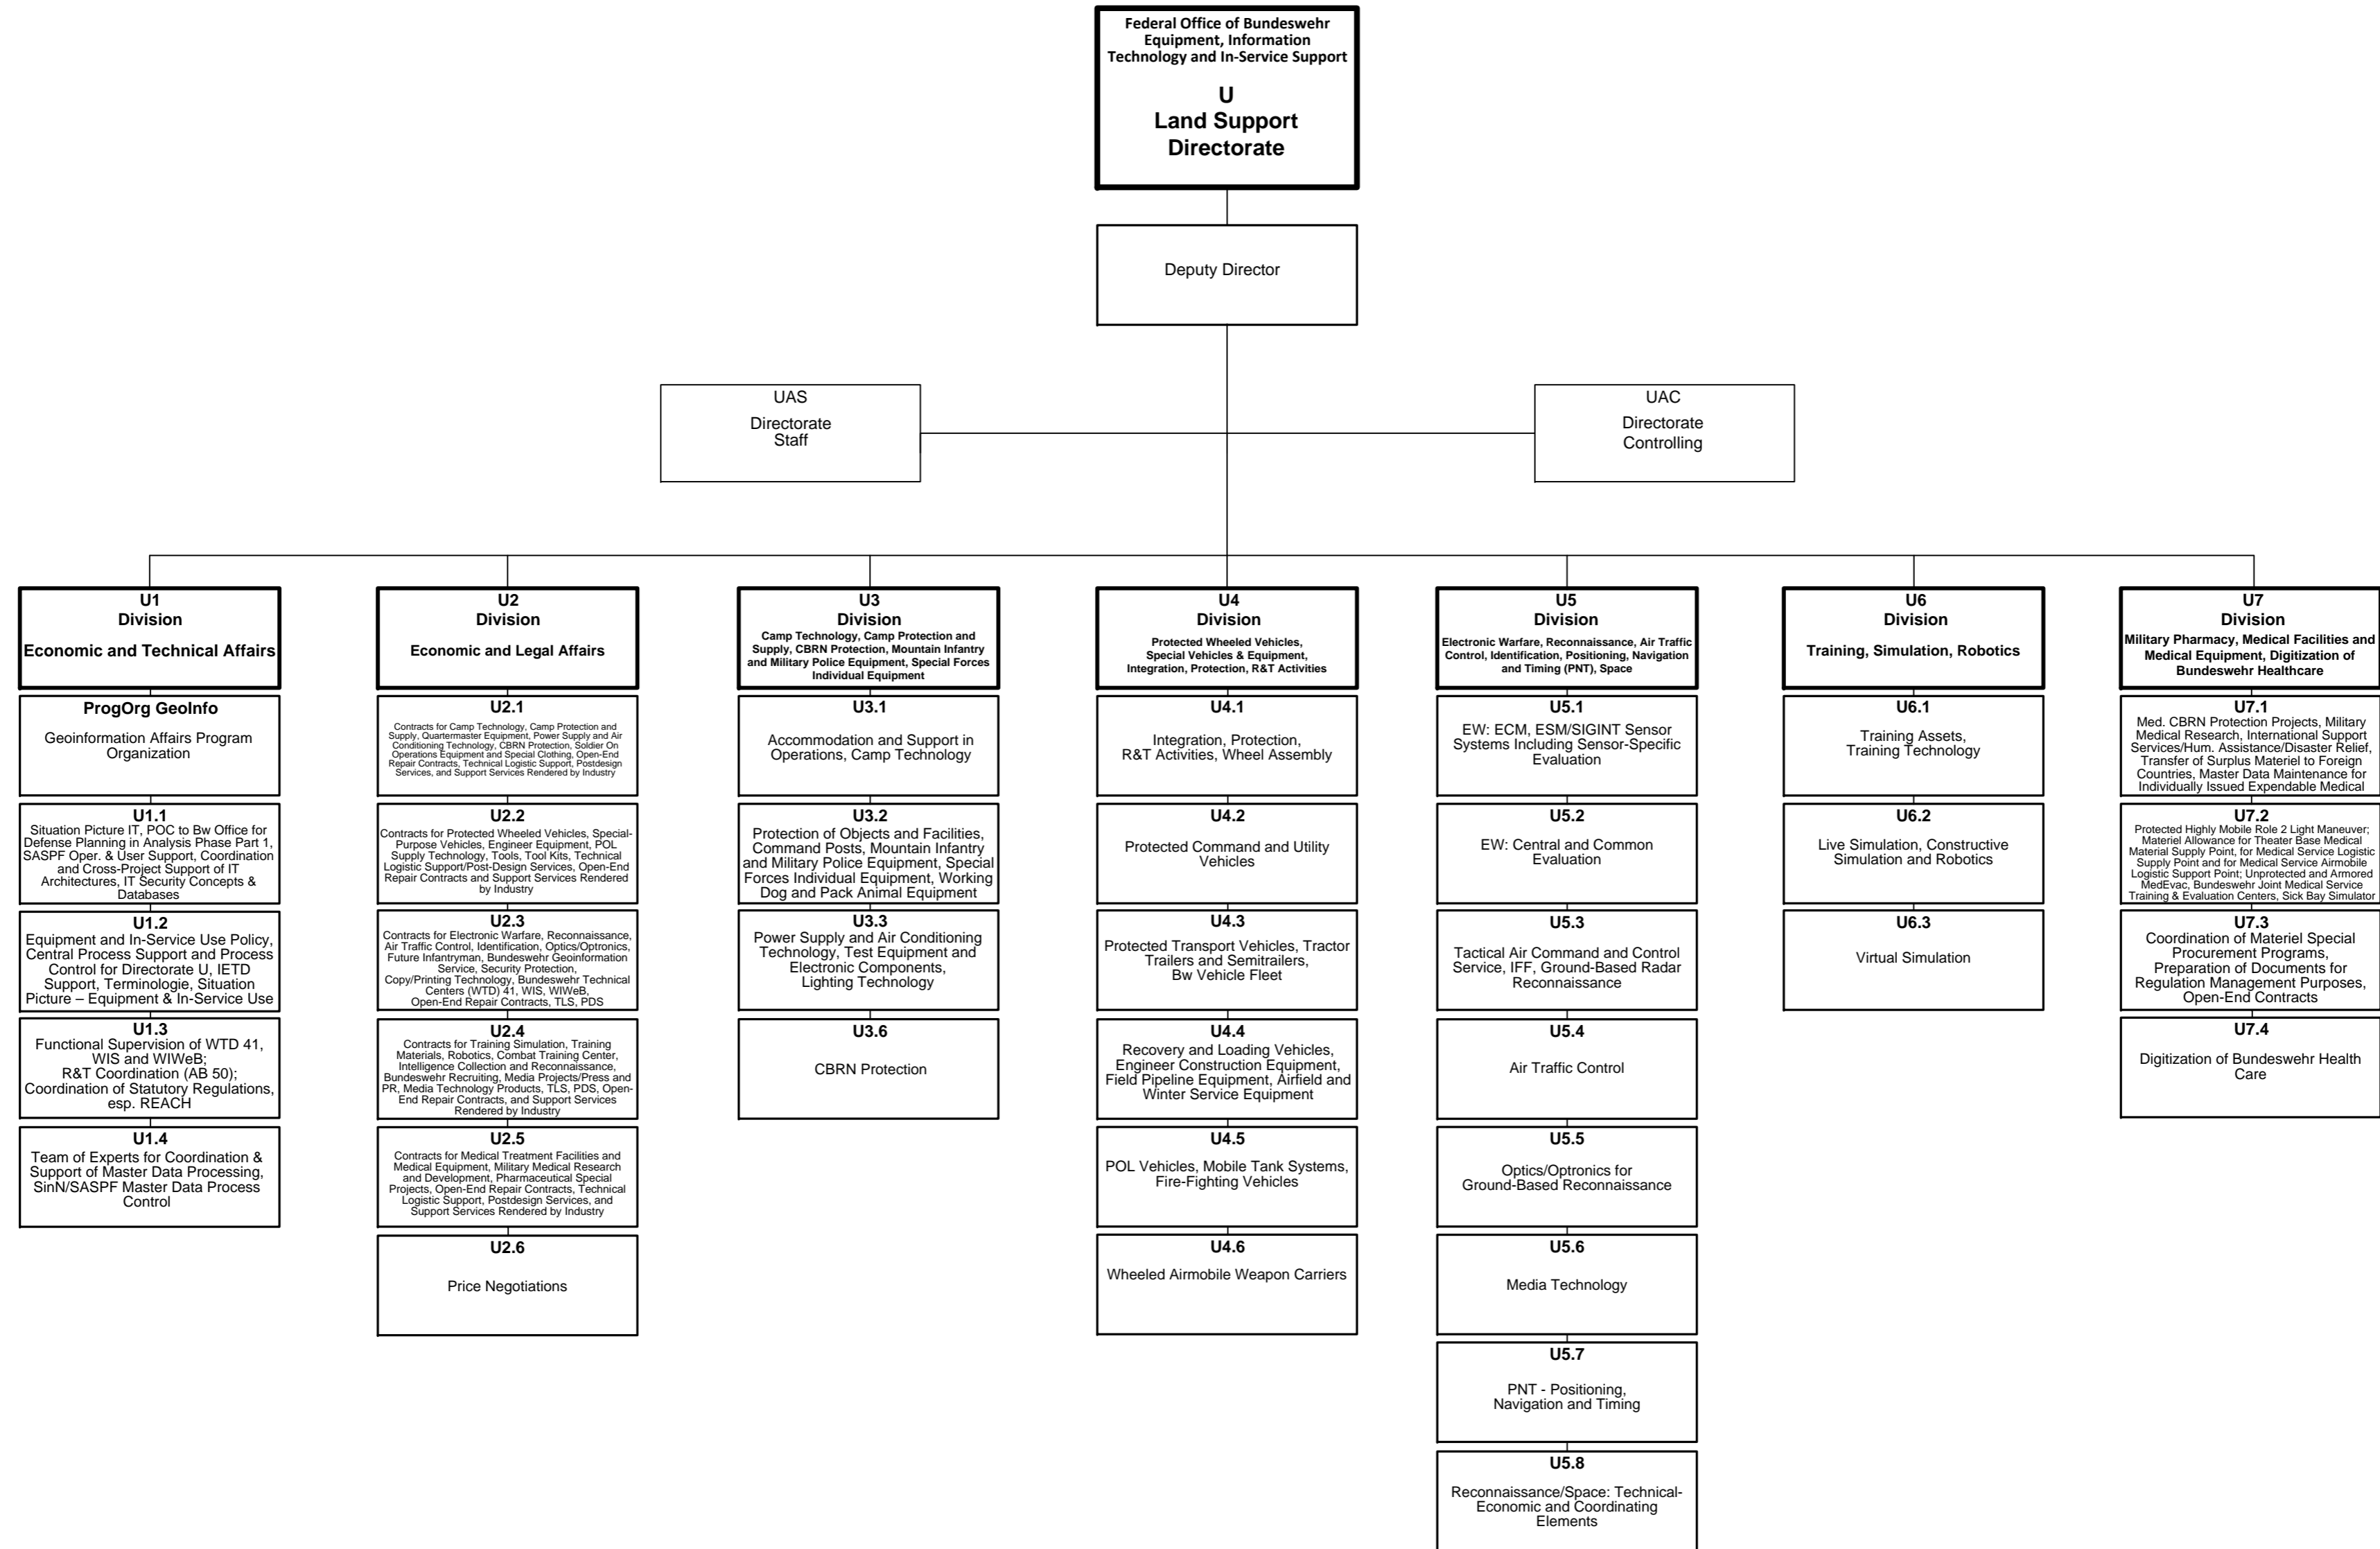 Federal Office of Bundeswehr
Equipment, Information
Technology and In-Service Support
U
Land Support
Directorate
Deputy Director
UAS
Directorate
Staff
UAC
Directorate
Controlling
U1
Division
Economic and Technical Affairs
ProgOrg GeoInfo
Geoinformation Affairs Program
Organization
U1.1
Situation Picture IT, POC to Bw Office for
Defense Planning in Analysis Phase Part 1,
SASPF Oper. & User Support, Coordination
and Cross-Project Support of IT
Architectures, IT Security Concepts &
Databases
U1.2
Equipment and In-Service Use Policy,
Central Process Support and Process
Control for Directorate U, IETD
Support, Terminologie, Situation
Picture – Equipment & In-Service Use
U1.3
Functional Supervision of WTD 41,
WIS and WIWeB;
R&T Coordination (AB 50);
Coordination of Statutory Regulations,
esp. REACH
U1.4
Team of Experts for Coordination &
Support of Master Data Processing,
SinN/SASPF Master Data Process
Control
U2
Division
Economic and Legal Affairs
U2.1
Contracts for Camp Technology, Camp Protection and
Supply, Quartermaster Equipment, Power Supply and Air
Conditioning Technology, CBRN Protection, Soldier On
Operations Equipment and Special Clothing, Open-End
Repair Contracts, Technical Logistic Support, Postdesign
Services, and Support Services Rendered by Industry
U2.2
Contracts for Protected Wheeled Vehicles, Special-
Purpose Vehicles, Engineer Equipment, POL
Supply Technology, Tools, Tool Kits, Technical
Logistic Support/Post-Design Services, Open-End
Repair Contracts and Support Services Rendered
by Industry
U2.3
Contracts for Electronic Warfare, Reconnaissance,
Air Traffic Control, Identification, Optics/Optronics,
Future Infantryman, Bundeswehr Geoinformation
Service, Security Protection,
Copy/Printing Technology, Bundeswehr Technical
Centers (WTD) 41, WIS, WIWeB,
Open-End Repair Contracts, TLS, PDS
U2.4
Contracts for Training Simulation, Training
Materials, Robotics, Combat Training Center,
Intelligence Collection and Reconnaissance,
Bundeswehr Recruiting, Media Projects/Press and
PR, Media Technology Products, TLS, PDS, Open-
End Repair Contracts, and Support Services
Rendered by Industry
U2.5
Contracts for Medical Treatment Facilities and
Medical Equipment, Military Medical Research
and Development, Pharmaceutical Special
Projects, Open-End Repair Contracts, Technical
Logistic Support, Postdesign Services, and
Support Services Rendered by Industry
U2.6
Price Negotiations
U3
Division
Camp Technology, Camp Protection and
Supply, CBRN Protection, Mountain Infantry
and Military Police Equipment, Special Forces
Individual Equipment
U3.1
Accommodation and Support in
Operations, Camp Technology
U3.2
Protection of Objects and Facilities,
Command Posts, Mountain Infantry
and Military Police Equipment, Special
Forces Individual Equipment, Working
Dog and Pack Animal Equipment
U3.3
Power Supply and Air Conditioning
Technology, Test Equipment and
Electronic Components,
Lighting Technology
U3.6
CBRN Protection
U4
Division
Protected Wheeled Vehicles,
Special Vehicles & Equipment,
Integration, Protection, R&T Activities
U4.1
Integration, Protection,
R&T Activities, Wheel Assembly
U4.2
Protected Command and Utility
Vehicles
U4.3
Protected Transport Vehicles, Tractor
Trailers and Semitrailers,
Bw Vehicle Fleet
U4.4
Recovery and Loading Vehicles,
Engineer Construction Equipment,
Field Pipeline Equipment, Airfield and
Winter Service Equipment
U4.5
POL Vehicles, Mobile Tank Systems,
Fire-Fighting Vehicles
U4.6
Wheeled Airmobile Weapon Carriers
U5
Division
Electronic Warfare, Reconnaissance, Air Traffic
Control, Identification, Positioning, Navigation
and Timing (PNT), Space
U5.1
EW: ECM, ESM/SIGINT Sensor
Systems Including Sensor-Specific
Evaluation
U5.2
EW: Central and Common
Evaluation
U5.3
Tactical Air Command and Control
Service, IFF, Ground-Based Radar
Reconnaissance
U5.4
Air Traffic Control
U5.5
Optics/Optronics for
Ground-Based Reconnaissance
U5.6
Media Technology
U5.7
PNT - Positioning,
Navigation and Timing
U5.8
Reconnaissance/Space: Technical-
Economic and Coordinating
Elements
U6
Division
Training, Simulation, Robotics
U6.1
Training Assets,
Training Technology
U6.2
Live Simulation, Constructive
Simulation and Robotics
U6.3
Virtual Simulation
U7
Division
Military Pharmacy, Medical Facilities and
Medical Equipment, Digitization of
Bundeswehr Healthcare
U7.1
Med. CBRN Protection Projects, Military
Medical Research, International Support
Services/Hum. Assistance/Disaster Relief,
Transfer of Surplus Materiel to Foreign
Countries, Master Data Maintenance for
Individually Issued Expendable Medical
U7.2
Protected Highly Mobile Role 2 Light Maneuver;
Materiel Allowance for Theater Base Medical
Material Supply Point, for Medical Service Logistic
Supply Point and for Medical Service Airmobile
Logistic Support Point; Unprotected and Armored
MedEvac, Bundeswehr Joint Medical Service
Training & Evaluation Centers, Sick Bay Simulator
U7.3
Coordination of Materiel Special
Procurement Programs,
Preparation of Documents for
Regulation Management Purposes,
Open-End Contracts
U7.4
Digitization of Bundeswehr Health
Care